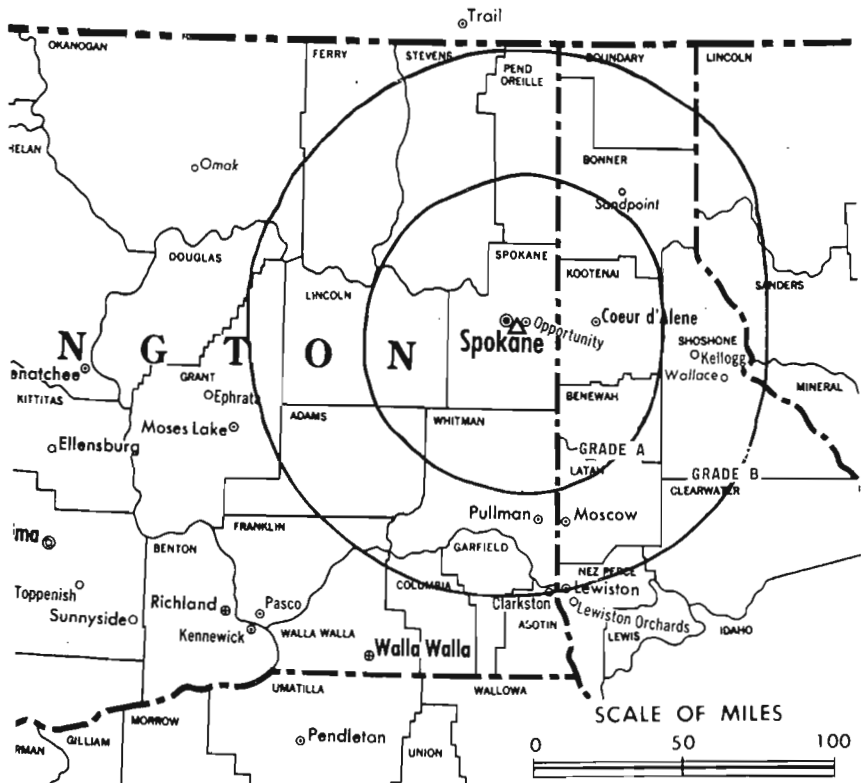 Trail
OKANOGAN
FERRY
STEVENS
PEND
OREILLE
BOUNDARY
LINCOLN
HELAN
Omak
BONNER
Sandpoint
DOUGLAS
SPOKANE
KOOTENAI
LINCOLN
SANDERS
N G T O N
Spokane
Opportunity
Coeur d'Alene
SHOSHONE
Kellogg
Wallace
MINERAL
enatchee
GRANT
KITTITAS
Ephrata
BENEWAH
ADAMS
WHITMAN
Moses Lake
Ellensburg
GRADE A
LATAH
GRADE B
CLEARWATER
Pullman
Moscow
FRANKLIN
ima
BENTON
GARFIELD
NEZ PERCE
Toppenish
COLUMBIA
Lewiston
Clarkston
Richland
Pasco
Sunnyside
Lewiston Orchards
Kennewick
WALLA WALLA
ASOTIN
IDAHO
LEWIS
Walla Walla
UMATILLA
WALLOWA
MORROW
SCALE OF MILES
GILLIAM
RMAN
Pendleton
UNION
0 50 100